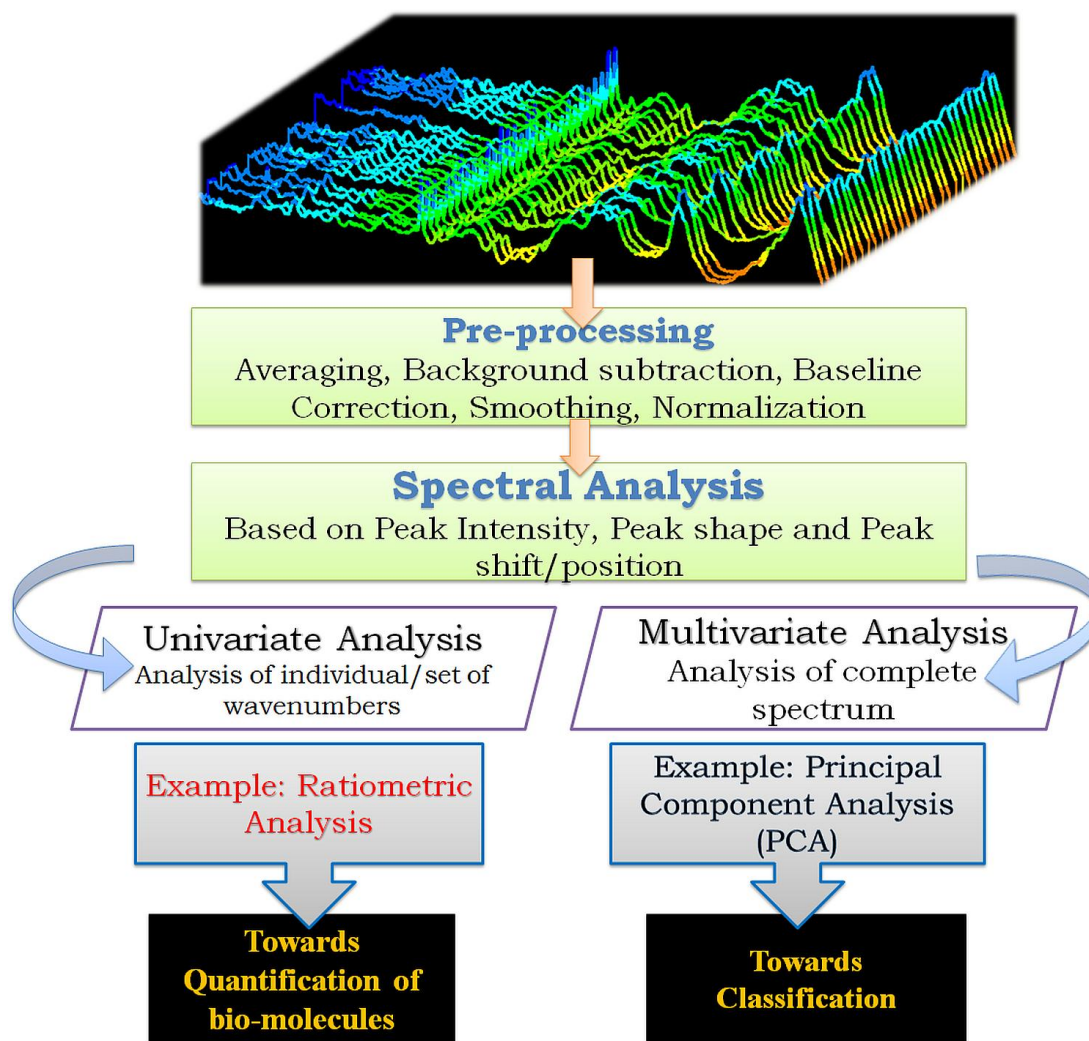 Pre-processing
Averaging, Background subtraction, Baseline
Correction, Smoothing, Normalization
Spectral Analysis
Based on Peak Intensity, Peak shape and Peak
shift/position
Univariate Analysis
Analysis of individual/set of
wavenumbers
Multivariate Analysis
Analysis of complete
spectrum
Example: Ratiometric
Analysis
Example: Principal
Component Analysis
(PCA)
Towards
Quantification of
bio-molecules
Towards
Classification